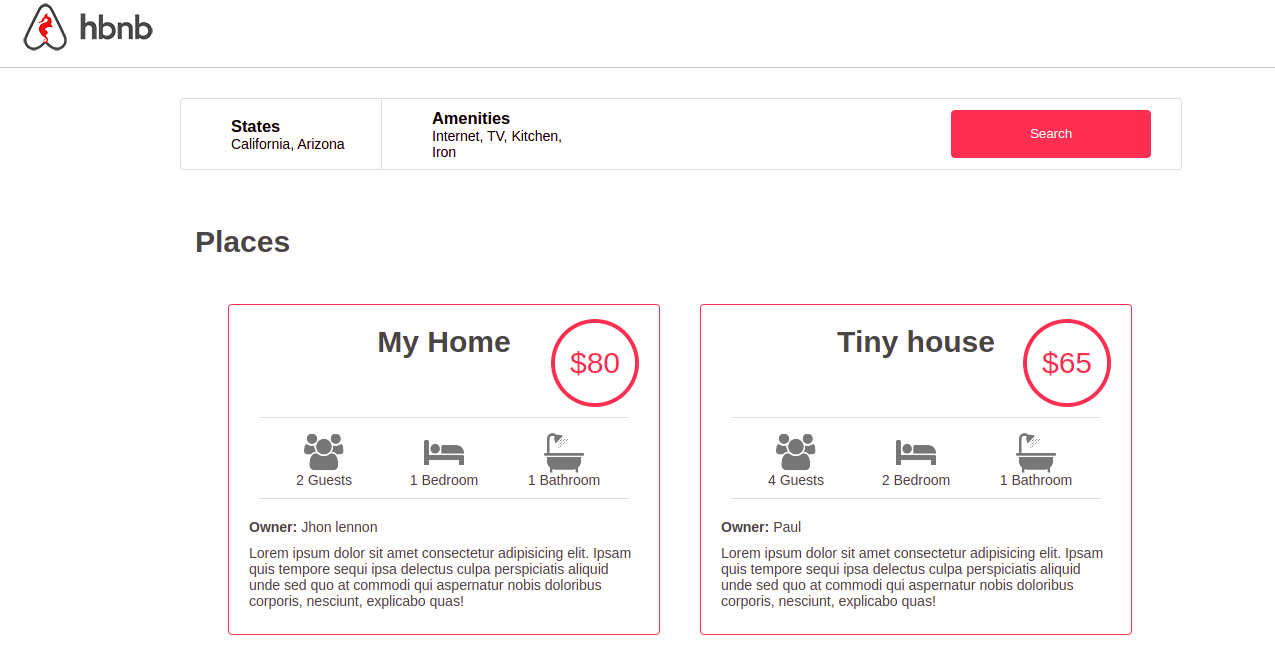 hbnb
States
California, Arizona
Amenities
Internet, TV, Kitchen,
Iron
Search
Places
My Home
$80
2 Guests
1 Bedroom
1 Bathroom
Owner: Jhon lennon
Lorem ipsum dolor sit amet consectetur adipisicing elit. Ipsam
quis tempore sequi ipsa delectus culpa perspiciatis aliquid
unde sed quo at commodi qui aspernatur nobis doloribus
corporis, nesciunt, explicabo quas!
Tiny house
$65
4 Guests
2 Bedroom
1 Bathroom
Owner: Paul
Lorem ipsum dolor sit amet consectetur adipisicing elit. Ipsam
quis tempore sequi ipsa delectus culpa perspiciatis aliquid
unde sed quo at commodi qui aspernatur nobis doloribus
corporis, nesciunt, explicabo quas!